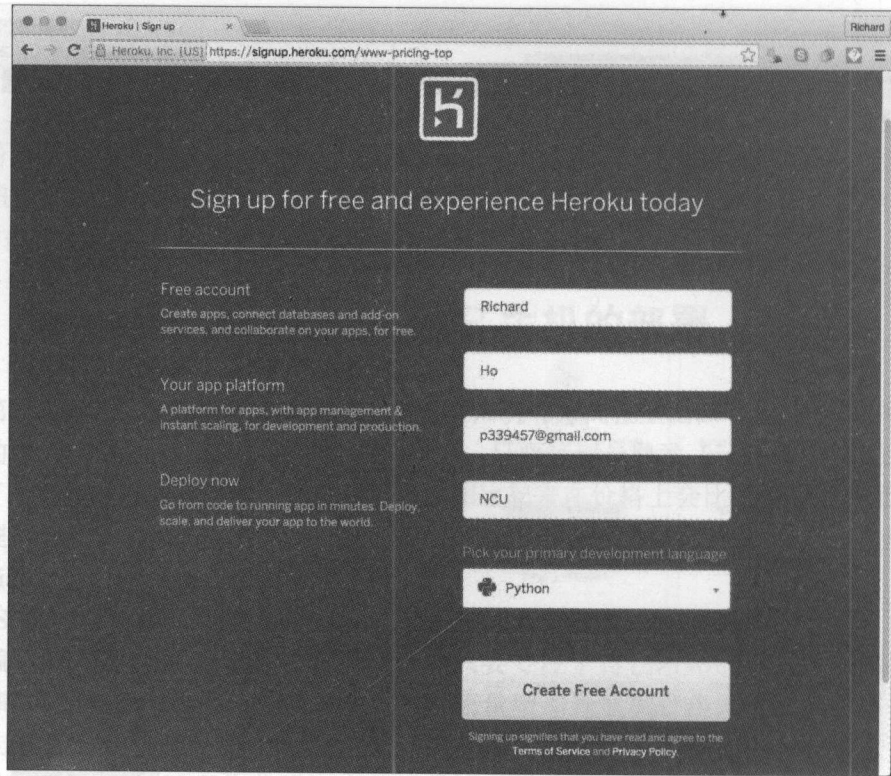 Heroku | Sign up
Richard
Heroku, Inc. [US] https://signup.heroku.com/www-pricing-top
Sign up for free and experience Heroku today
Free account
Create apps, connect databases and add-on
services, and collaborate on your apps, for free.
Your app platform
A platform for apps, with app management &
instant scaling, for development and production.
Deploy now
Go from code to running app in minutes. Deploy,
scale, and deliver your app to the world.
Richard
Ho
p339457@gmail.com
NCU
Pick your primary development language
Python
Create Free Account
Signing up signifies that you have read and agree to the
Terms of Service and Privacy Policy.